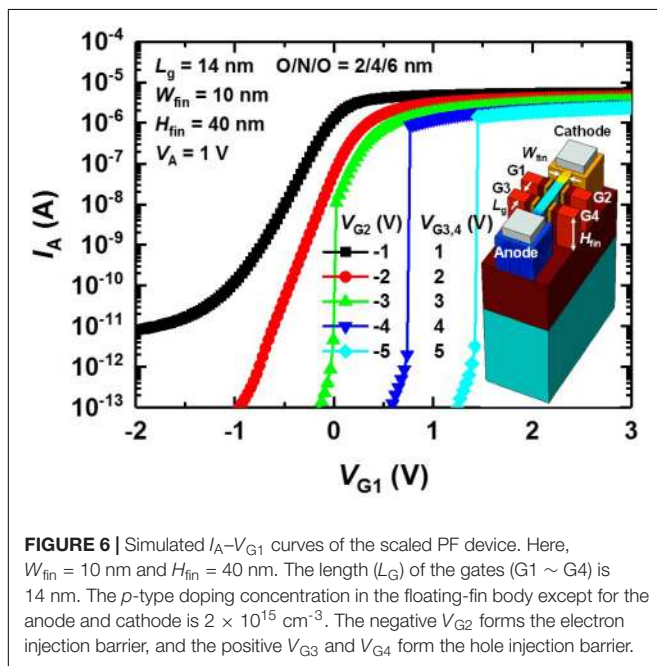 10⁻⁴
10⁻⁵
10⁻⁶
10⁻⁷
10⁻⁸
10⁻⁹
10⁻¹⁰
10⁻¹¹
10⁻¹²
10⁻¹³
I_A (A)
L_g = 14 nm O/N/O = 2/4/6 nm
W_fin = 10 nm
H_fin = 40 nm
V_A = 1 V
V_G2 (V) V_G3,4 (V)
-1 1
-2 2
-3 3
-4 4
-5 5
Cathode
W_fin
G1
G3
G2
L_g
G4
H_fin
Anode
-2 -1 0 1 2 3
V_G1 (V)
FIGURE 6 | Simulated I_A–V_G1 curves of the scaled PF device. Here,
W_fin = 10 nm and H_fin = 40 nm. The length (L_G) of the gates (G1 ~ G4) is
14 nm. The p-type doping concentration in the floating-fin body except for the
anode and cathode is 2 × 10¹⁵ cm⁻³. The negative V_G2 forms the electron
injection barrier, and the positive V_G3 and V_G4 form the hole injection barrier.